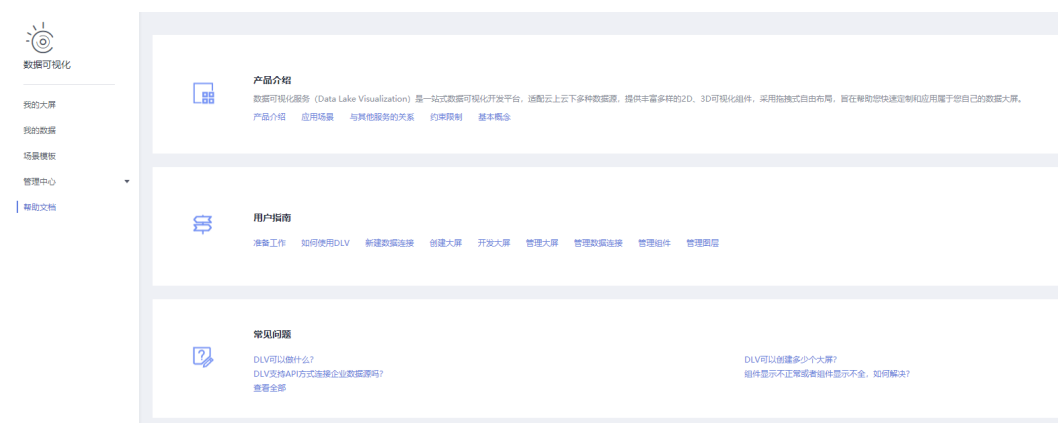 数据可视化
我的大屏
我的数据
场景模板
管理中心
帮助文档
产品介绍
数据可视化服务（Data Lake Visualization）是一站式数据可视化开发平台，适配云上云下多种数据源，提供丰富多样的2D、3D可视化组件，采用拖拽式自由布局，旨在帮助您快速定制和应用属于您自己的数据大屏。
产品介绍 应用场景 与其他服务的关系 约束限制 基本概念
用户指南
准备工作 如何使用DLV 新建数据连接 创建大屏 开发大屏 管理大屏 管理数据连接 管理组件 管理图层
常见问题
DLV可以做什么? DLV可以创建多少个大屏?
DLV支持API方式连接企业数据源吗? 组件显示不正常或者组件显示不全，如何解决?
查看全部